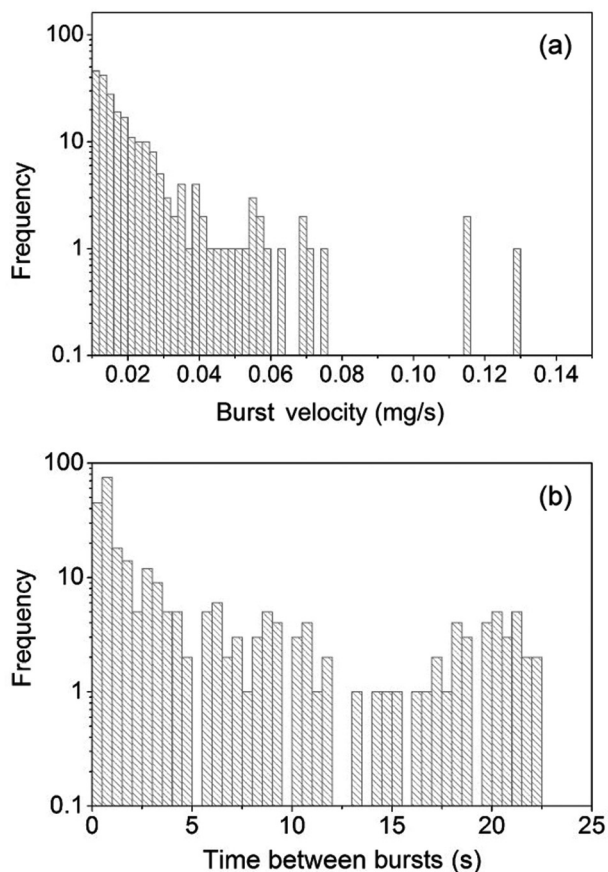 (a)
100
10
1
0.1
Frequency
0.02 0.04 0.06 0.08 0.10 0.12 0.14
Burst velocity (mg/s)
(b)
100
10
1
0.1
Frequency
0 5 10 15 20 25
Time between bursts (s)